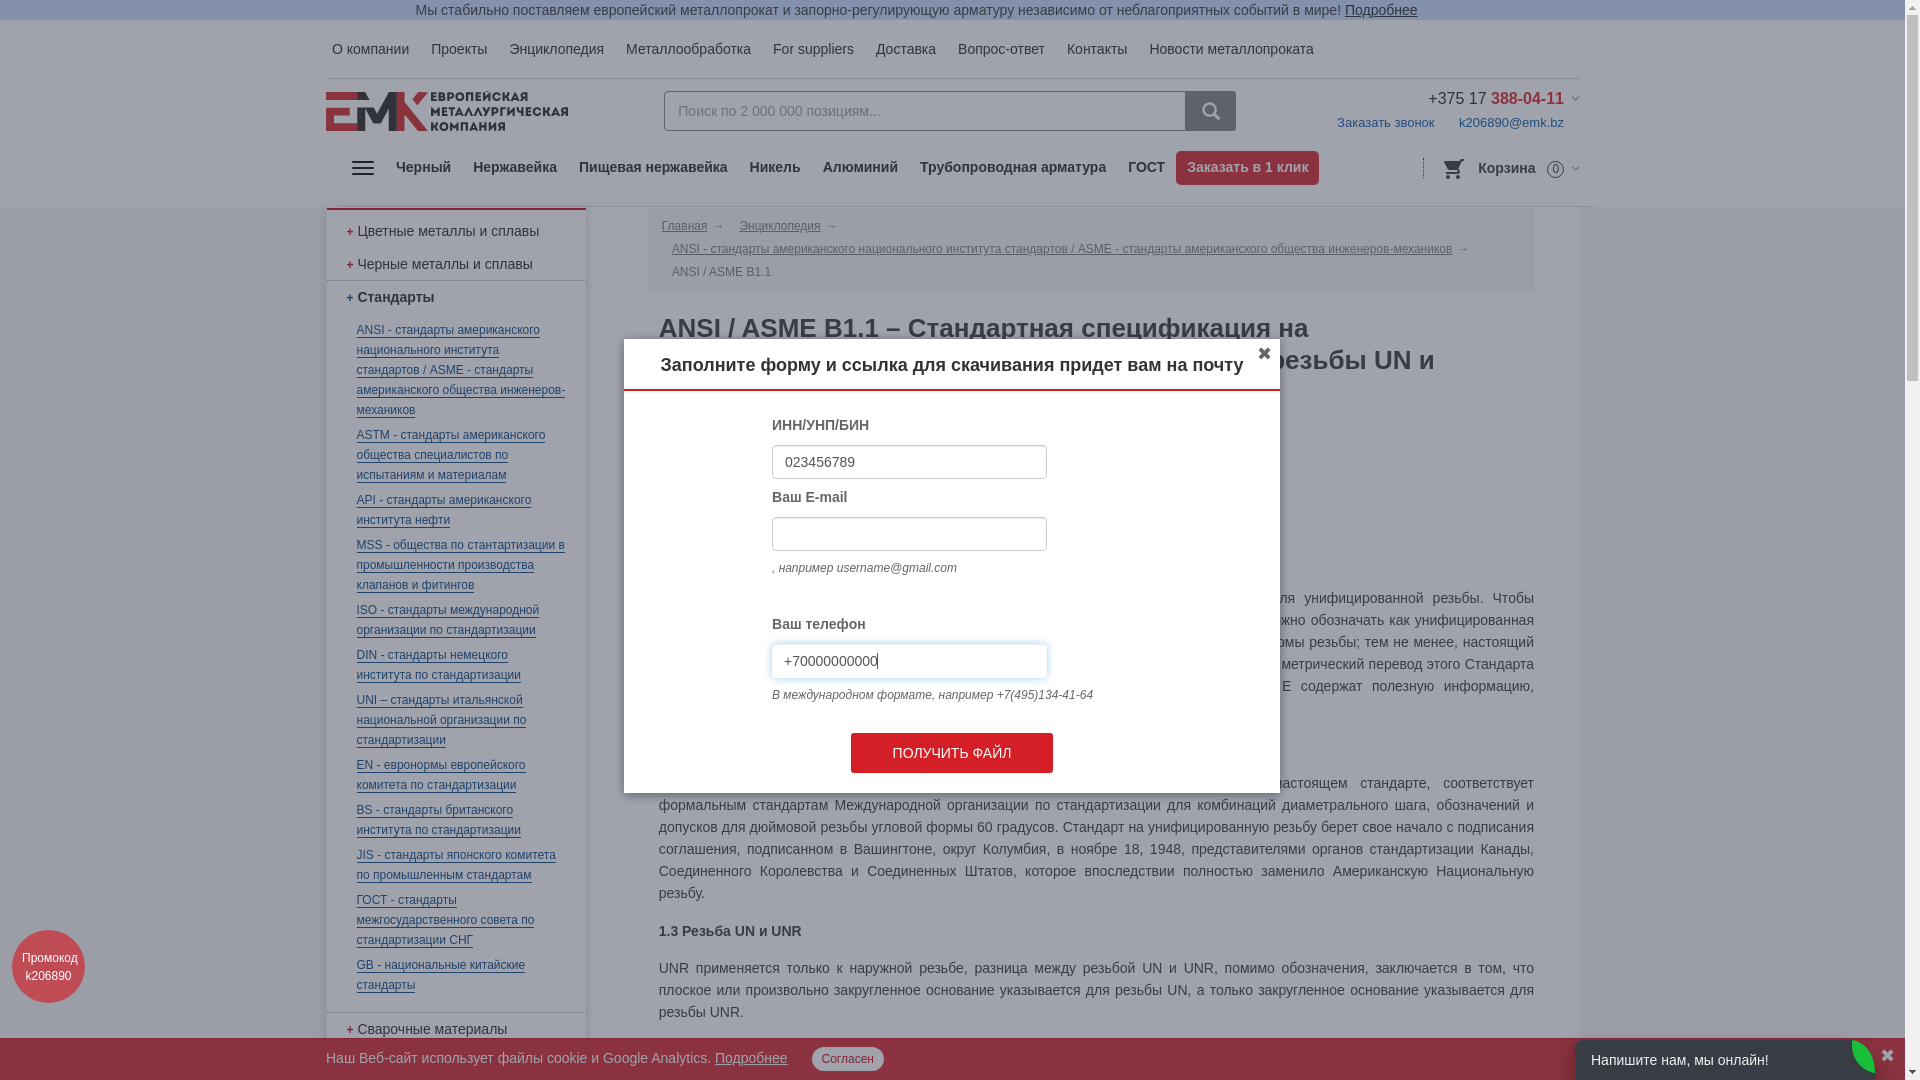 Мы стабильно поставляем европейский металлопрокат и запорно-регулирующую арматуру независимо от неблагоприятных событий в мире! Подробнее
О компании Проекты Энциклопедия Металлообработка For suppliers Доставка Вопрос-ответ Контакты Новости металлопроката
ЕМК ЕВРОПЕЙСКАЯ
МЕТАЛЛУРГИЧЕСКАЯ
КОМПАНИЯ
Поиск по 2 000 000 позициям...
+375 17 388-04-11
Заказать звонок k206890@emk.bz
Черный Нержавейка Пищевая нержавейка Никель Алюминий Трубопроводная арматура ГОСТ Заказать в 1 клик
Корзина 0
+ Цветные металлы и сплавы
+ Черные металлы и сплавы
+ Стандарты
ANSI - стандарты американского
национального института
стандартов / ASME - стандарты
американского общества инженеров-
механиков
ASTM - стандарты американского
общества специалистов по
испытаниям и материалам
API - стандарты американского
института нефти
MSS - общества по стантартизации в
промышленности производства
клапанов и фитингов
ISO - стандарты международной
организации по стандартизации
DIN - стандарты немецкого
института по стандартизации
UNI – стандарты итальянской
национальной организации по
стандартизации
EN - евронормы европейского
комитета по стандартизации
BS - стандарты британского
института по стандартизации
JIS - стандарты японского комитета
по промышленным стандартам
ГОСТ - стандарты
межгосударственного совета по
стандартизации СНГ
GB - национальные китайские
стандарты
+ Сварочные материалы
Главная →
Энциклопедия →
ANSI - стандарты американского национального института стандартов / ASME - стандарты американского общества инженеров-механиков →
ANSI / ASME B1.1
ANSI / ASME B1.1 – Стандартная спецификация на
резьбы UN и
Заполните форму и ссылка для скачивания придет вам на почту
ИНН/УНП/БИН
023456789
Ваш E-mail
, например username@gmail.com
Ваш телефон
+70000000000
В международном формате, например +7(495)134-41-64
ПОЛУЧИТЬ ФАЙЛ
унифицированной резьбы. Чтобы
обозначать как унифицированная
резьбы; тем не менее, настоящий
метрический перевод этого Стандарта
E содержат полезную информацию,
стандарте, соответствует
формальным стандартам Международной организации по стандартизации для комбинаций диаметрального шага, обозначений и
допусков для дюймовой резьбы угловой формы 60 градусов. Стандарт на унифицированную резьбу берет свое начало с подписания
соглашения, подписанном в Вашингтоне, округ Колумбия, в ноябре 18, 1948, представителями органов стандартизации Канады,
Соединенного Королевства и Соединенных Штатов, которое впоследствии полностью заменило Американскую Национальную
резьбу.
1.3 Резьба UN и UNR
UNR применяется только к наружной резьбе, разница между резьбой UN и UNR, помимо обозначения, заключается в том, что
плоское или произвольно закругленное основание указывается для резьбы UN, а только закругленное основание указывается для
резьбы UNR.
Промокод
k206890
Наш Веб-сайт использует файлы cookie и Google Analytics. Подробнее Согласен
Напишите нам, мы онлайн!